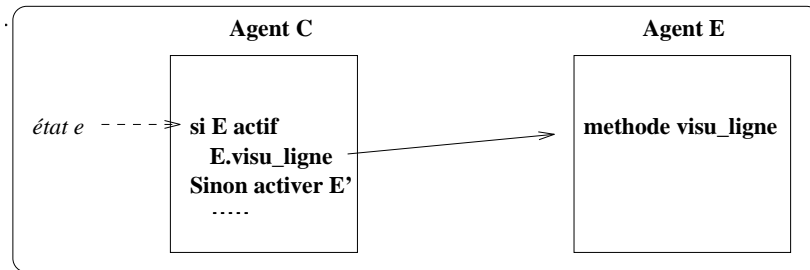 Agent C
Agent E
état e
si E actif
E.visu_ligne
Sinon activer E’
.....
methode visu_ligne